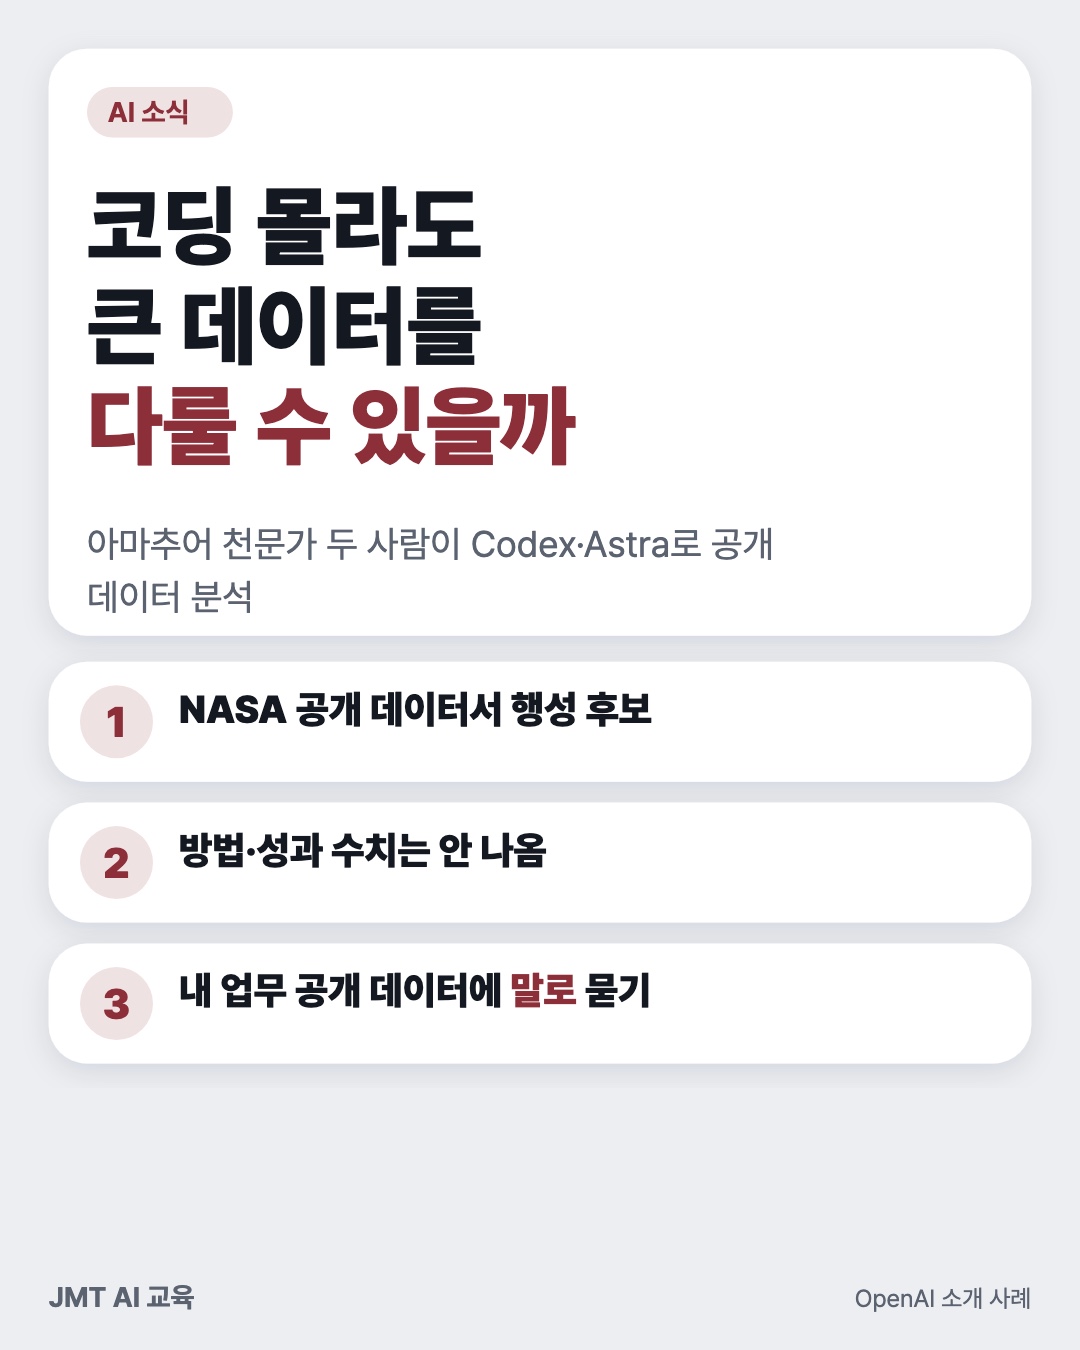 AI 소식
코딩 몰라도
큰 데이터를
다룰 수 있을까
아마추어 천문가 두 사람이 Codex·Astra로 공개
데이터 분석
1 NASA 공개 데이터서 행성 후보
2 방법·성과 수치는 안 나옴
3 내 업무 공개 데이터에 말로 묻기
JMT AI 교육
OpenAI 소개 사례